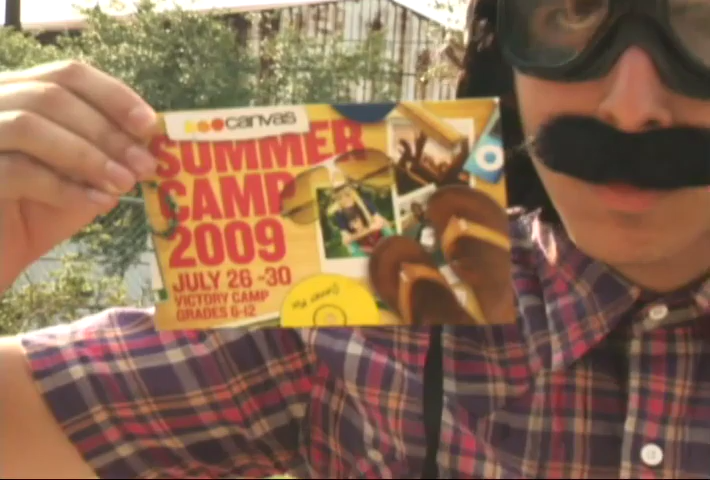 canvas
SUMMER
CAMP
2009
JULY 26-30
VICTORY CAMP
GRADES 6-12